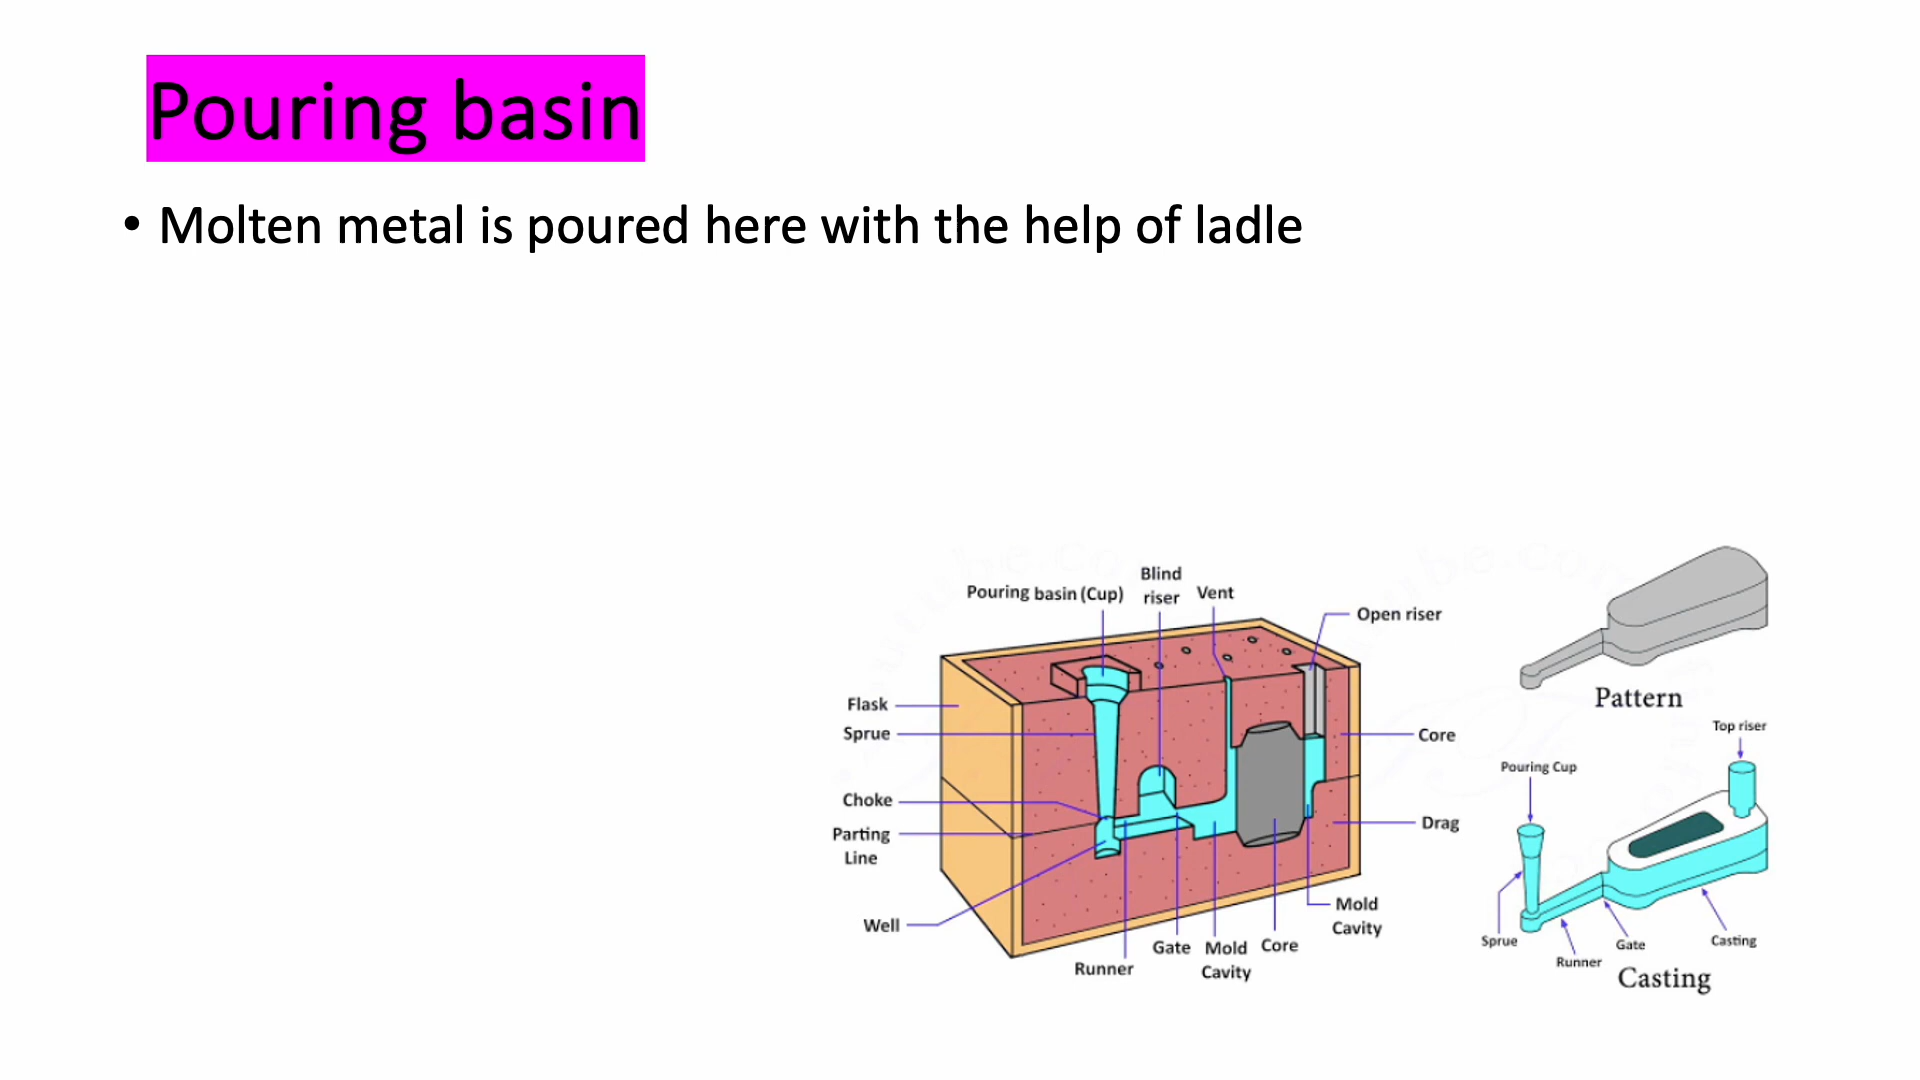 Pouring basin
• Molten metal is poured here with the help of ladle
Blind
riser
Pouring basin (Cup)
Vent
Open riser
Flask
Sprue
Core
Choke
Parting
Line
Drag
Well
Mold
Cavity
Gate
Mold
Cavity
Core
Runner
Pattern
Top riser
Pouring Cup
Sprue
Gate
Casting
Runner
Casting